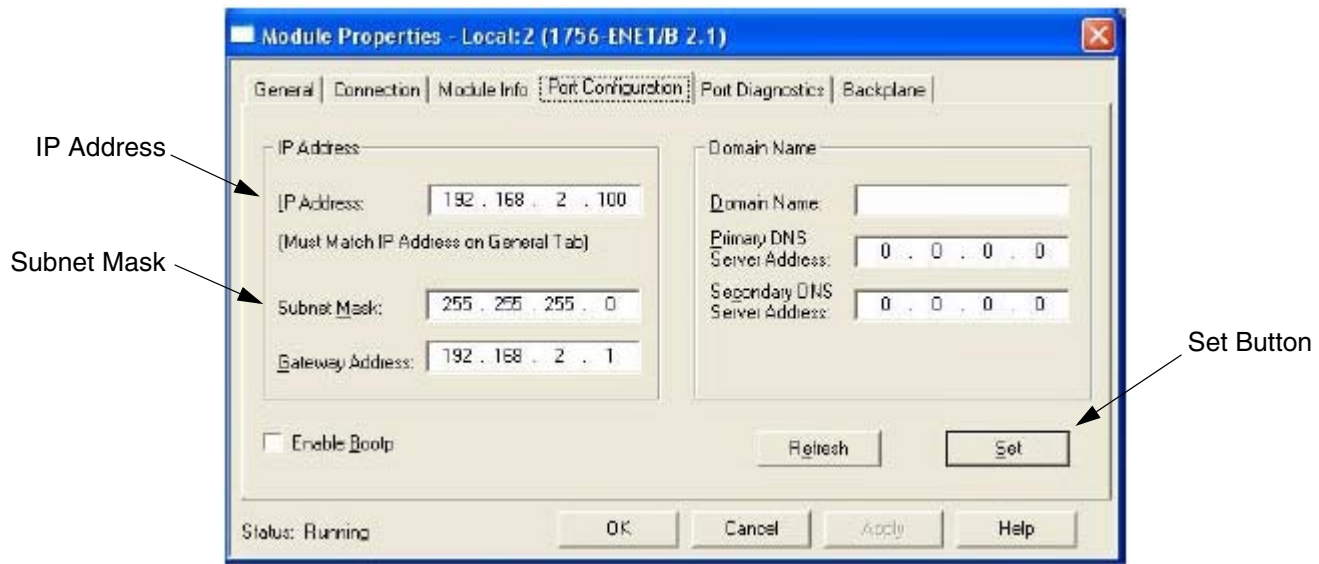 Module Properties - Local:2 (1756-ENET/B 2.1)
General Connection Module Info Port Configuration Port Diagnostics Backplane
IP Address
IP Address
IP Address: 192 . 168 . 2 . 100
(Must Match IP Address on General Tab)
Subnet Mask
Subnet Mask: 255 . 255 . 255 . 0
Gateway Address: 192 . 168 . 2 . 1
Domain Name
Domain Name:
Primary DNS
Server Address: 0 . 0 . 0 . 0
Secondary DNS
Server Address: 0 . 0 . 0 . 0
Set Button
Enable Bootp
Refresh Set
Status: Running
OK Cancel Apply Help